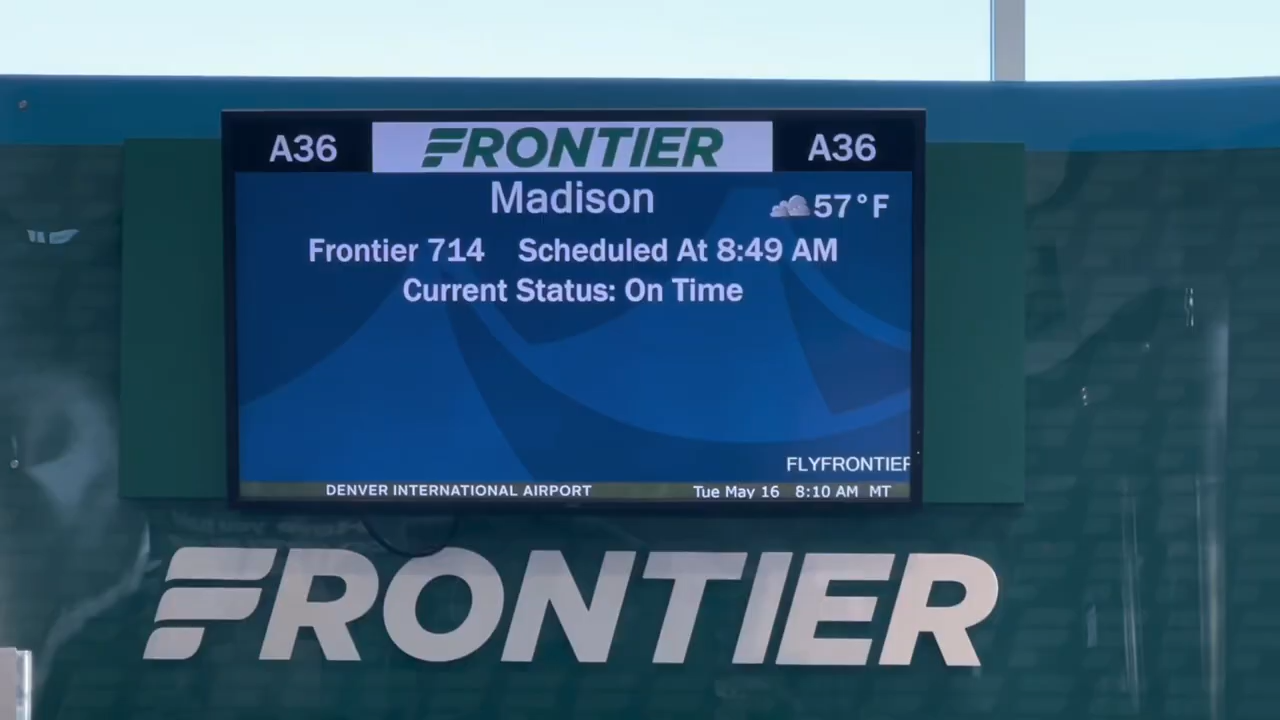 A36 FRONTIER A36
Madison 57°F
Frontier 714 Scheduled At 8:49 AM
Current Status: On Time
FLYFRONTIER
DENVER INTERNATIONAL AIRPORT Tue May 16 8:10 AM MT
FRONTIER